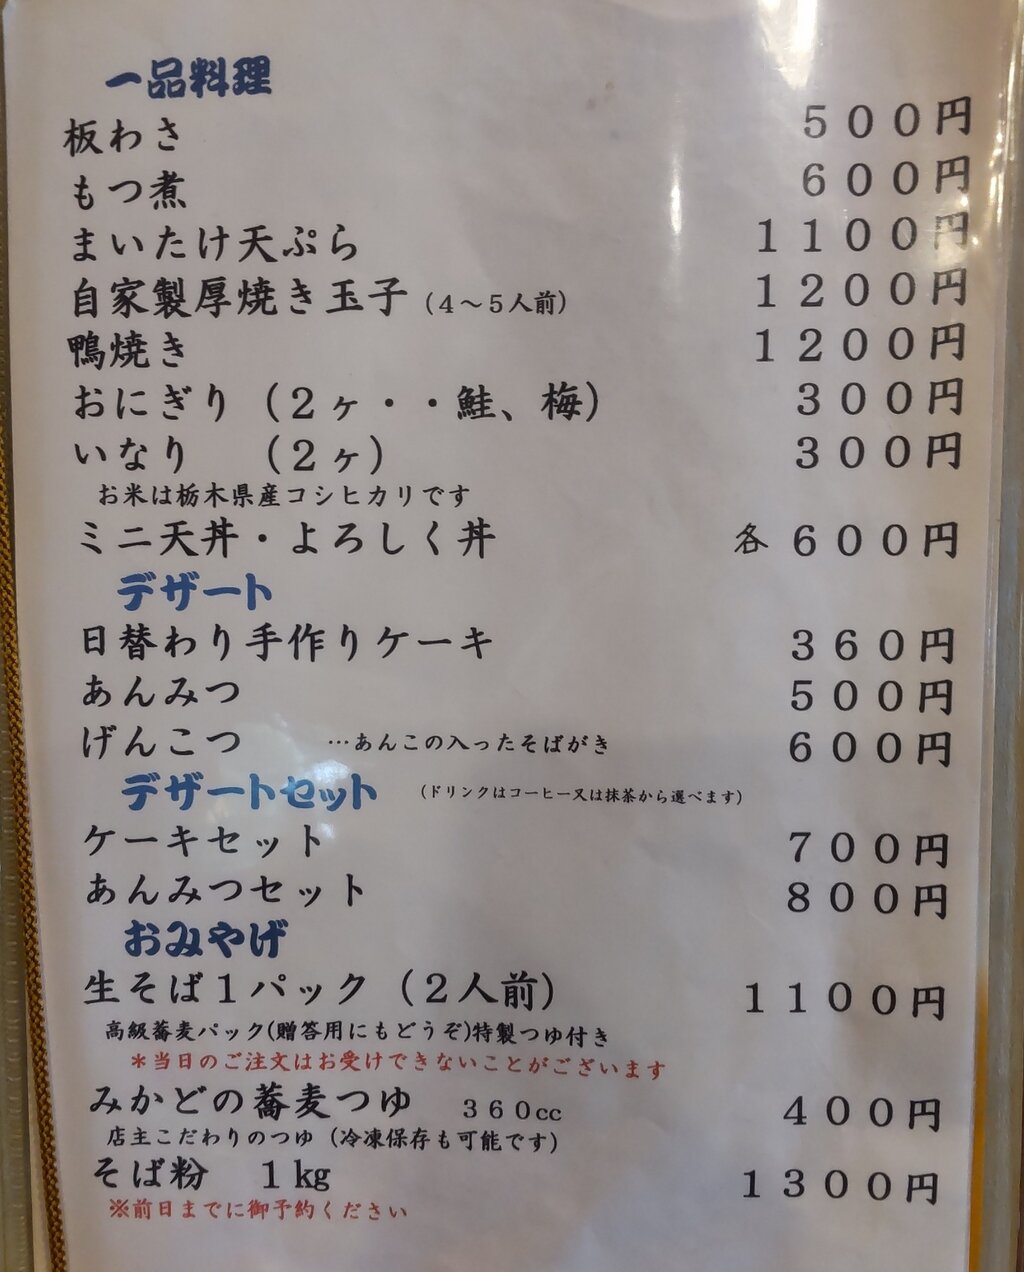 一品料理
板わさ 500円
もつ煮 600円
まいたけ天ぷら 1100円
自家製厚焼き玉子(4～5人前) 1200円
鴨焼き 1200円
おにぎり(2ヶ・・鮭、梅) 300円
いなり (2ヶ) 300円
お米は栃木県産コシヒカリです
ミニ天丼・よろしく丼 各600円
デザート
日替わり手作りケーキ 360円
あんみつ 500円
げんこつ …あんこの入ったそばがき 600円
デザートセット (ドリンクはコーヒー又は抹茶から選べます)
ケーキセット 700円
あんみつセット 800円
おみやげ
生そば1パック(2人前) 1100円
高級蕎麦パック(贈答用にもどうぞ)特製つゆ付き
＊当日のご注文はお受けできないことがございます
みかどの蕎麦つゆ 360cc 400円
店主こだわりのつゆ(冷凍保存も可能です)
そば粉 1㎏ 1300円
※前日までに御予約ください